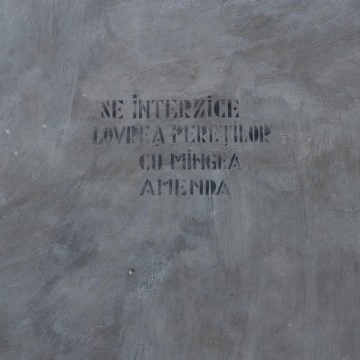 SE INTERZICE
LOVIREA PEREȚILOR
CU MINGEA
AMENDA